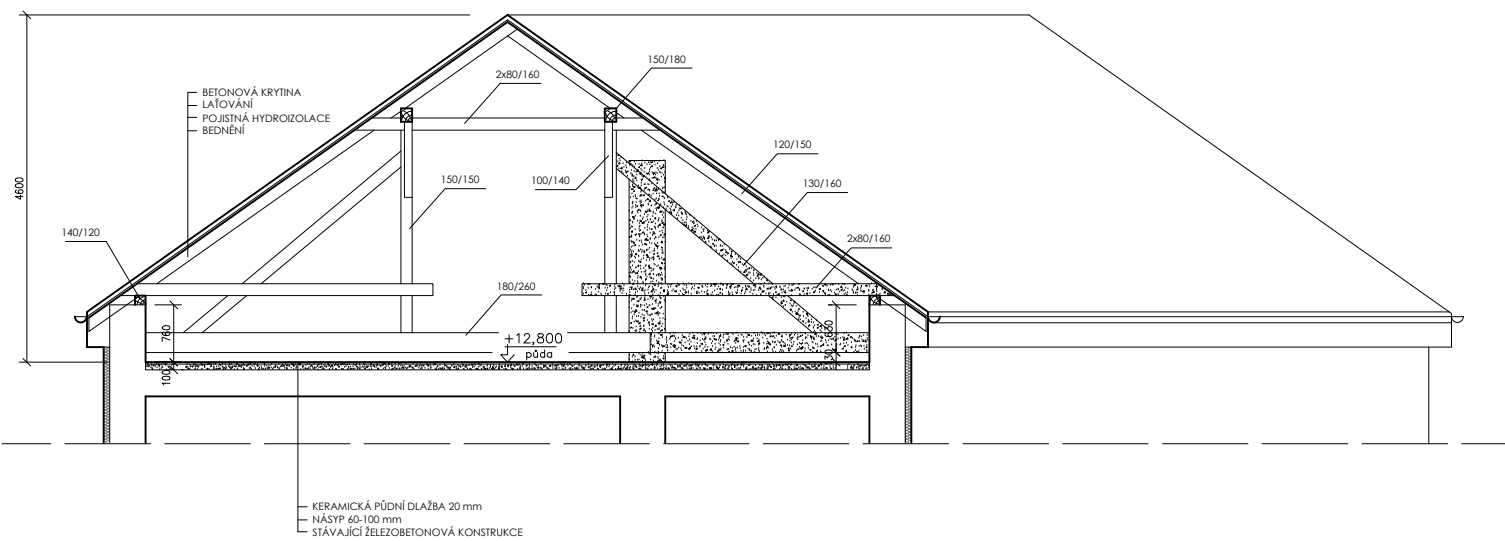 150/180
2x80/160
BETONOVÁ KRYTINA
LAŤOVÁNÍ
POJISTNÁ HYDROIZOLACE
BEDNĚNÍ
120/150
4600
150/150
100/140
130/160
140/120
2x80/160
180/260
760
+12,800
půda
100
KERAMICKÁ PŮDNÍ DLAŽBA 20 mm
NÁSYP 60-100 mm
STÁVAJÍCÍ ŽELEZOBETONOVÁ KONSTRUKCE